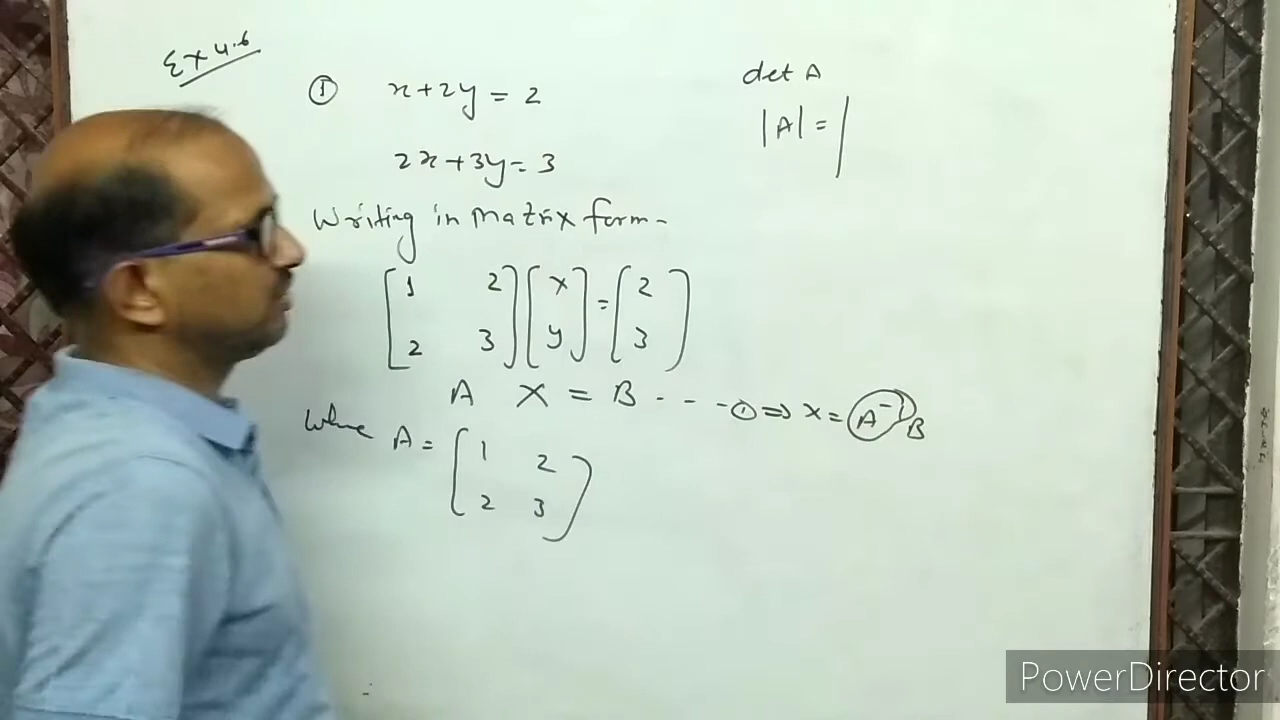 Ex 4.6
① x+2y = 2
2x+3y = 3
Writing in Matrix form -
[1 2
2 3] [x
y] = [2
3]
A X = B - - - ① ⇒ X = A⁻¹B
Where A = [1 2
2 3]
det A
|A| = |
PowerDirector